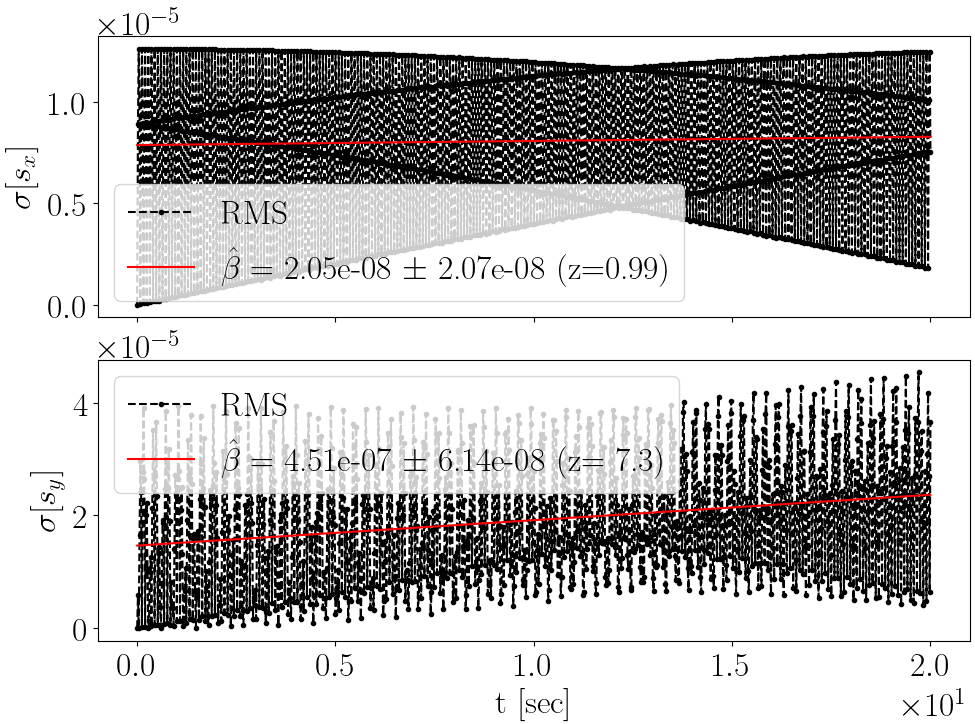 ×10⁻⁵
1.0
0.5
0.0
σ[sₓ]
RMS
β̂ = 2.05e-08 ± 2.07e-08 (z=0.99)
×10⁻⁵
4
2
0
σ[s_y]
RMS
β̂ = 4.51e-07 ± 6.14e-08 (z= 7.3)
0.0 0.5 1.0 1.5 2.0
t [sec]
×10¹